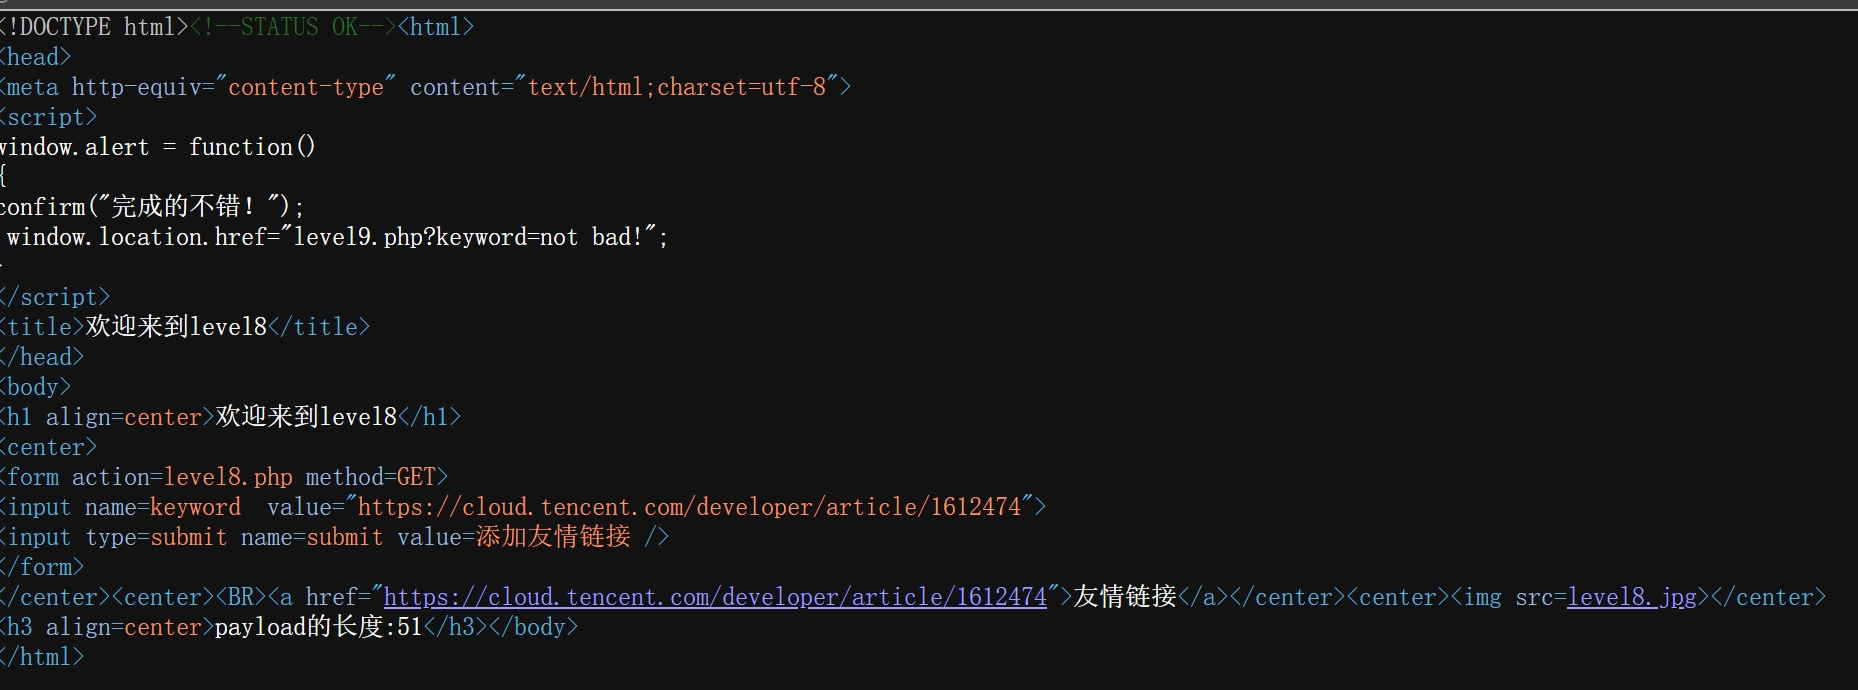 <!DOCTYPE html><!--STATUS OK--><html>
<head>
<meta http-equiv="content-type" content="text/html;charset=utf-8">
<script>
window.alert = function()
{
confirm("完成的不错！");
 window.location.href="level9.php?keyword=not bad!";
}
</script>
<title>欢迎来到level8</title>
</head>
<body>
<h1 align=center>欢迎来到level8</h1>
<center>
<form action=level8.php method=GET>
<input name=keyword  value="https://cloud.tencent.com/developer/article/1612474">
<input type=submit name=submit value=添加友情链接 />
</form>
</center><center><BR><a href="https://cloud.tencent.com/developer/article/1612474">友情链接</a></center><center><img src=level8.jpg></center>
<h3 align=center>payload的长度:51</h3></body>
</html>